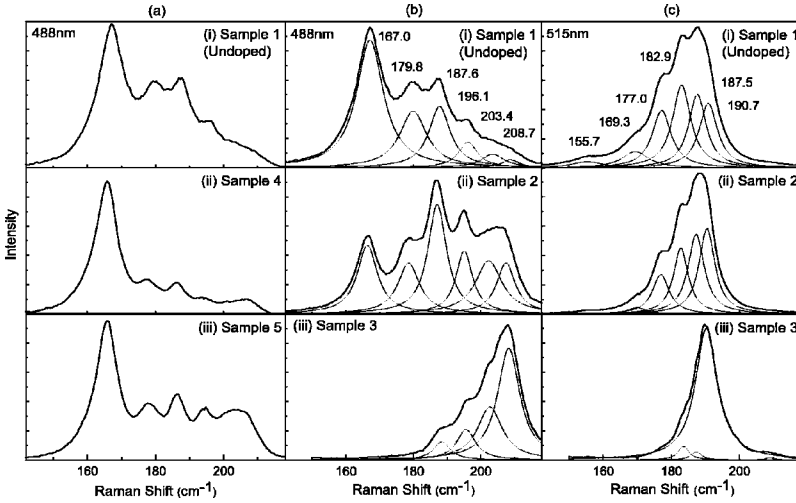 (a)
(b)
(c)
488nm
(i) Sample 1
(Undoped)
488nm
167.0
(i) Sample 1
(Undoped)
179.8
187.6
196.1
203.4
208.7
515nm
(i) Sample 1
(Undoped)
182.9
177.0
169.3
155.7
187.5
190.7
(ii) Sample 4
(ii) Sample 2
(ii) Sample 2
Intensity
(iii) Sample 5
(iii) Sample 3
(iii) Sample 3
160 180 200
160 180 200
160 180 200
Raman Shift (cm⁻¹)
Raman Shift (cm⁻¹)
Raman Shift (cm⁻¹)